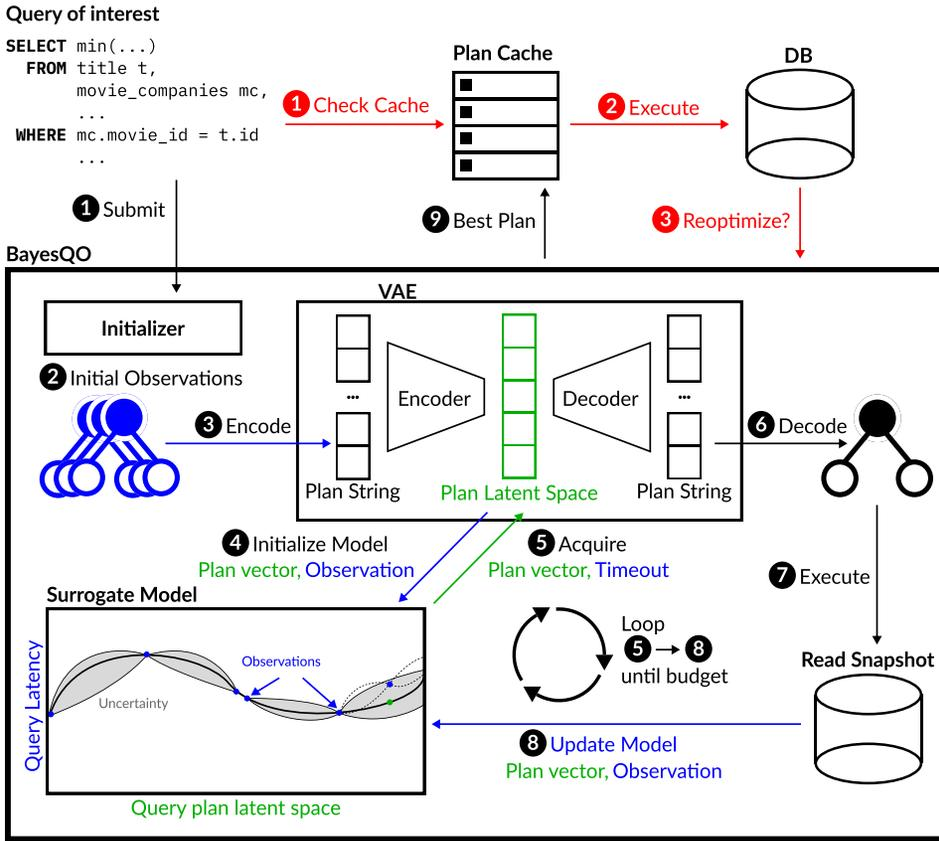 Query of interest
SELECT min(...)
FROM title t,
movie_companies mc,
...
WHERE mc.movie_id = t.id
...
1 Check Cache
Plan Cache
2 Execute
DB
1 Submit
9 Best Plan
3 Reoptimize?
BayesQO
Initializer
VAE
2 Initial Observations
3 Encode
...
Encoder
Decoder
...
6 Decode
Plan String
Plan Latent Space
Plan String
4 Initialize Model
Plan vector, Observation
5 Acquire
Plan vector, Timeout
7 Execute
Surrogate Model
Query Latency
Observations
Uncertainty
Query plan latent space
Loop
5 → 8
until budget
Read Snapshot
8 Update Model
Plan vector, Observation